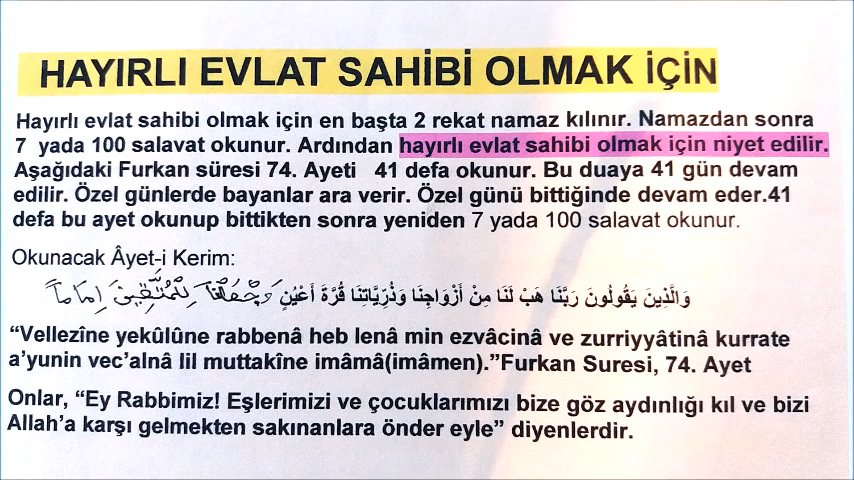 HAYIRLI EVLAT SAHİBİ OLMAK İÇİN
Hayırlı evlat sahibi olmak için en başta 2 rekat namaz kılınır. Namazdan sonra
7 yada 100 salavat okunur. Ardından hayırlı evlat sahibi olmak için niyet edilir.
Aşağıdaki Furkan süresi 74. Ayeti 41 defa okunur. Bu duaya 41 gün devam
edilir. Özel günlerde bayanlar ara verir. Özel günü bittiğinde devam eder.41
defa bu ayet okunup bittikten sonra yeniden 7 yada 100 salavat okunur.
Okunacak Âyet-i Kerim:
وَالَّذِينَ يَقُولُونَ رَبَّنَا هَبْ لَنَا مِنْ أَزْوَاجِنَا وَذُرِّيَّاتِنَا قُرَّةَ أَعْيُنٍ وَجْعَلْنَا لِلْمُتَّقِينَ اِمَامًا
“Vellezîne yekûlûne rabbenâ heb lenâ min ezvâcinâ ve zurriyyâtinâ kurrate
a’yunin vec’alnâ lil muttakîne imâmâ(imâmen).”Furkan Suresi, 74. Ayet
Onlar, “Ey Rabbimiz! Eşlerimizi ve çocuklarımızı bize göz aydınlığı kıl ve bizi
Allah’a karşı gelmekten sakınanlara önder eyle” diyenlerdir.